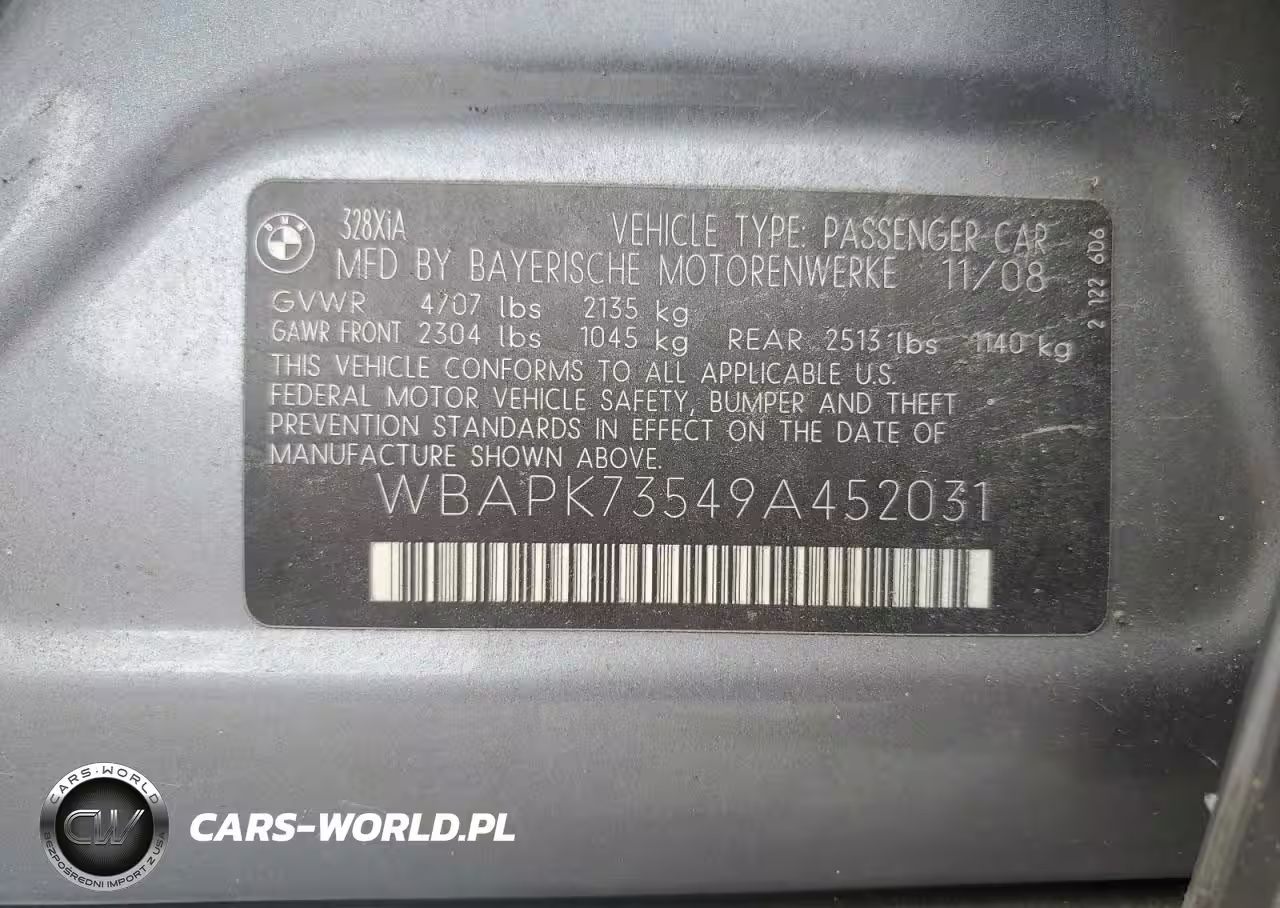 328XiA
VEHICLE TYPE: PASSENGER CAR
MFD BY BAYERISCHE MOTORENWERKE 11/08
GVWR 4707 lbs 2135 kg
GAWR FRONT 2304 lbs 1045 kg REAR 2513 lbs 1140 kg
THIS VEHICLE CONFORMS TO ALL APPLICABLE U.S.
FEDERAL MOTOR VEHICLE SAFETY, BUMPER AND THEFT
PREVENTION STANDARDS IN EFFECT ON THE DATE OF
MANUFACTURE SHOWN ABOVE.
WBAPK73549A452031
2 122 606
BMW
CARS-WORLD
CW
BEZPOŚREDNI IMPORT Z USA
CARS-WORLD.PL